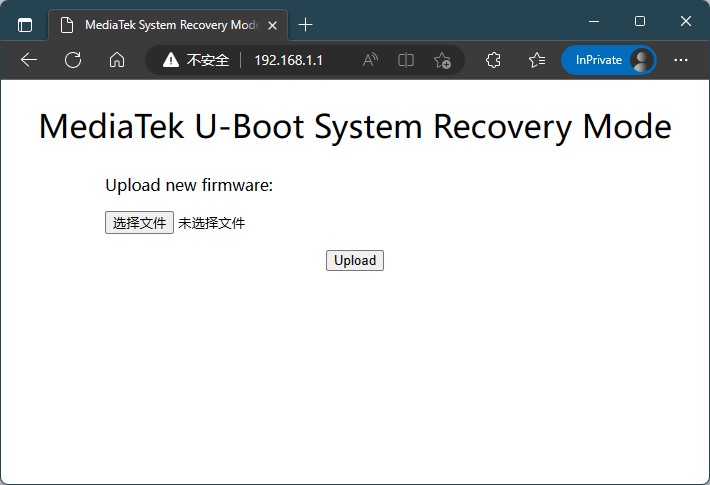 MediaTek System Recovery Mod
不安全
192.168.1.1
InPrivate
MediaTek U-Boot System Recovery Mode
Upload new firmware:
选择文件 未选择文件
Upload